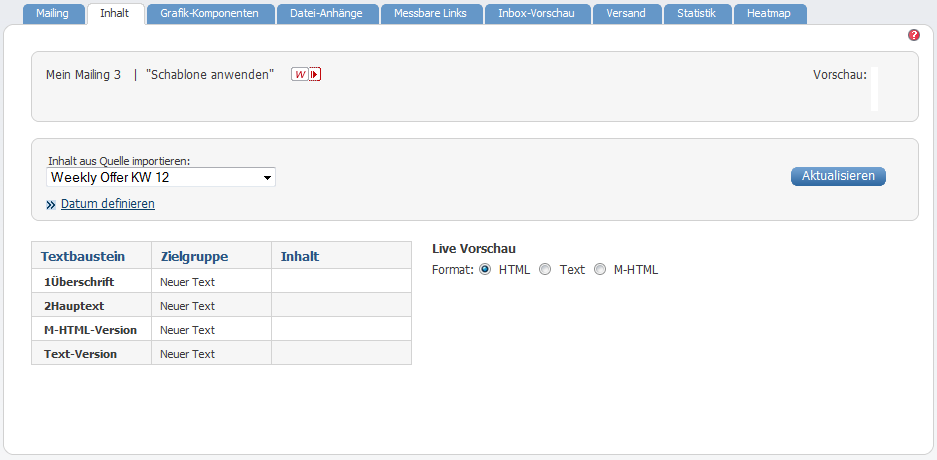 Mailing Inhalt Grafik-Komponenten Datei-Anhänge Messbare Links Inbox-Vorschau Versand Statistik Heatmap
?
Mein Mailing 3 | "Schablone anwenden" W Vorschau:
Inhalt aus Quelle importieren:
Weekly Offer KW 12 Aktualisieren
Datum definieren
Textbaustein Zielgruppe Inhalt Live Vorschau
Format: HTML Text M-HTML
1Überschrift Neuer Text
2Hauptext Neuer Text
M-HTML-Version Neuer Text
Text-Version Neuer Text